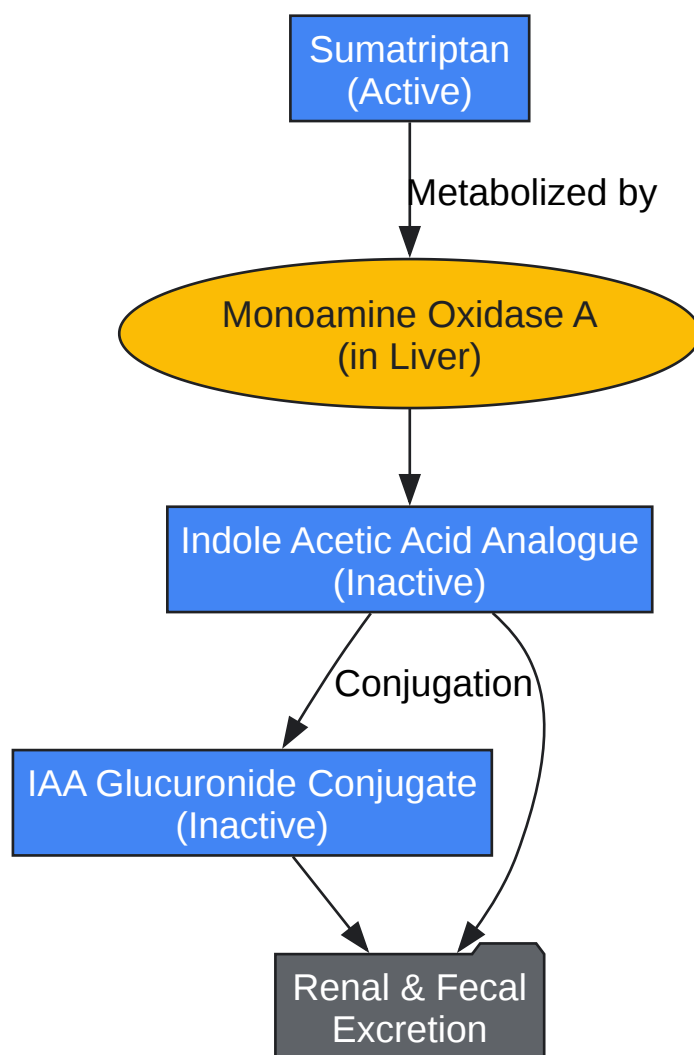 Sumatriptan
(Active)
Metabolized by
Monoamine Oxidase A
(in Liver)
Indole Acetic Acid Analogue
(Inactive)
Conjugation
IAA Glucuronide Conjugate
(Inactive)
Renal & Fecal
Excretion